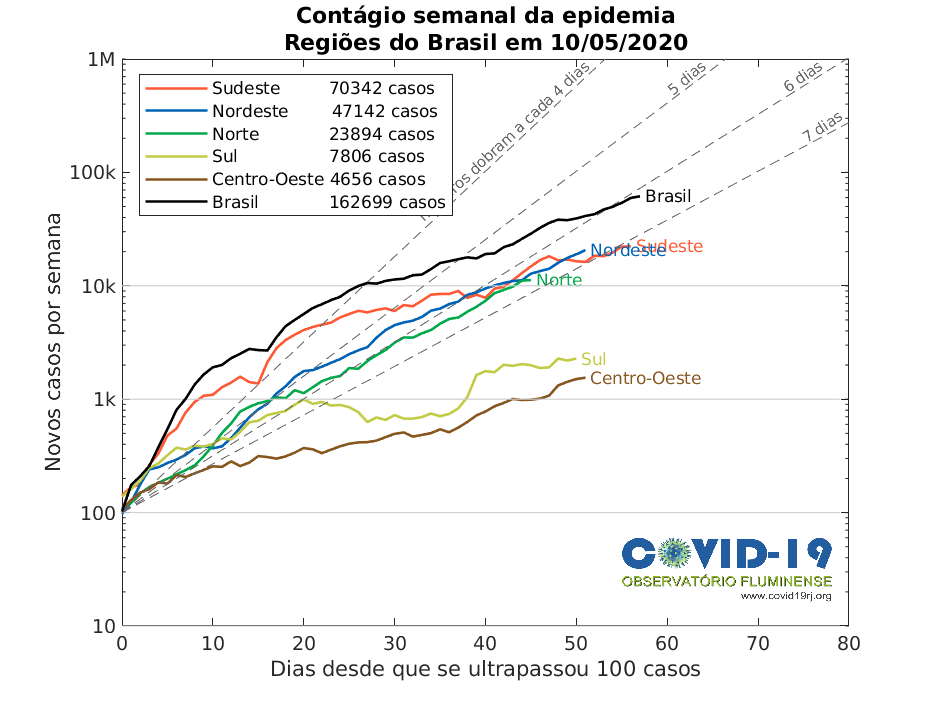 Contágio semanal da epidemia
Regiões do Brasil em 10/05/2020
Novos casos por semana
1M
100k
10k
1k
100
10
Sudeste 70342 casos
Nordeste 47142 casos
Norte 23894 casos
Sul 7806 casos
Centro-Oeste 4656 casos
Brasil 162699 casos
dobram a cada 4 dias
5 dias
6 dias
7 dias
Brasil
Sudeste
Nordeste
Norte
Sul
Centro-Oeste
COVID-19
OBSERVATÓRIO FLUMINENSE
www.covid19rj.org
0 10 20 30 40 50 60 70 80
Dias desde que se ultrapassou 100 casos